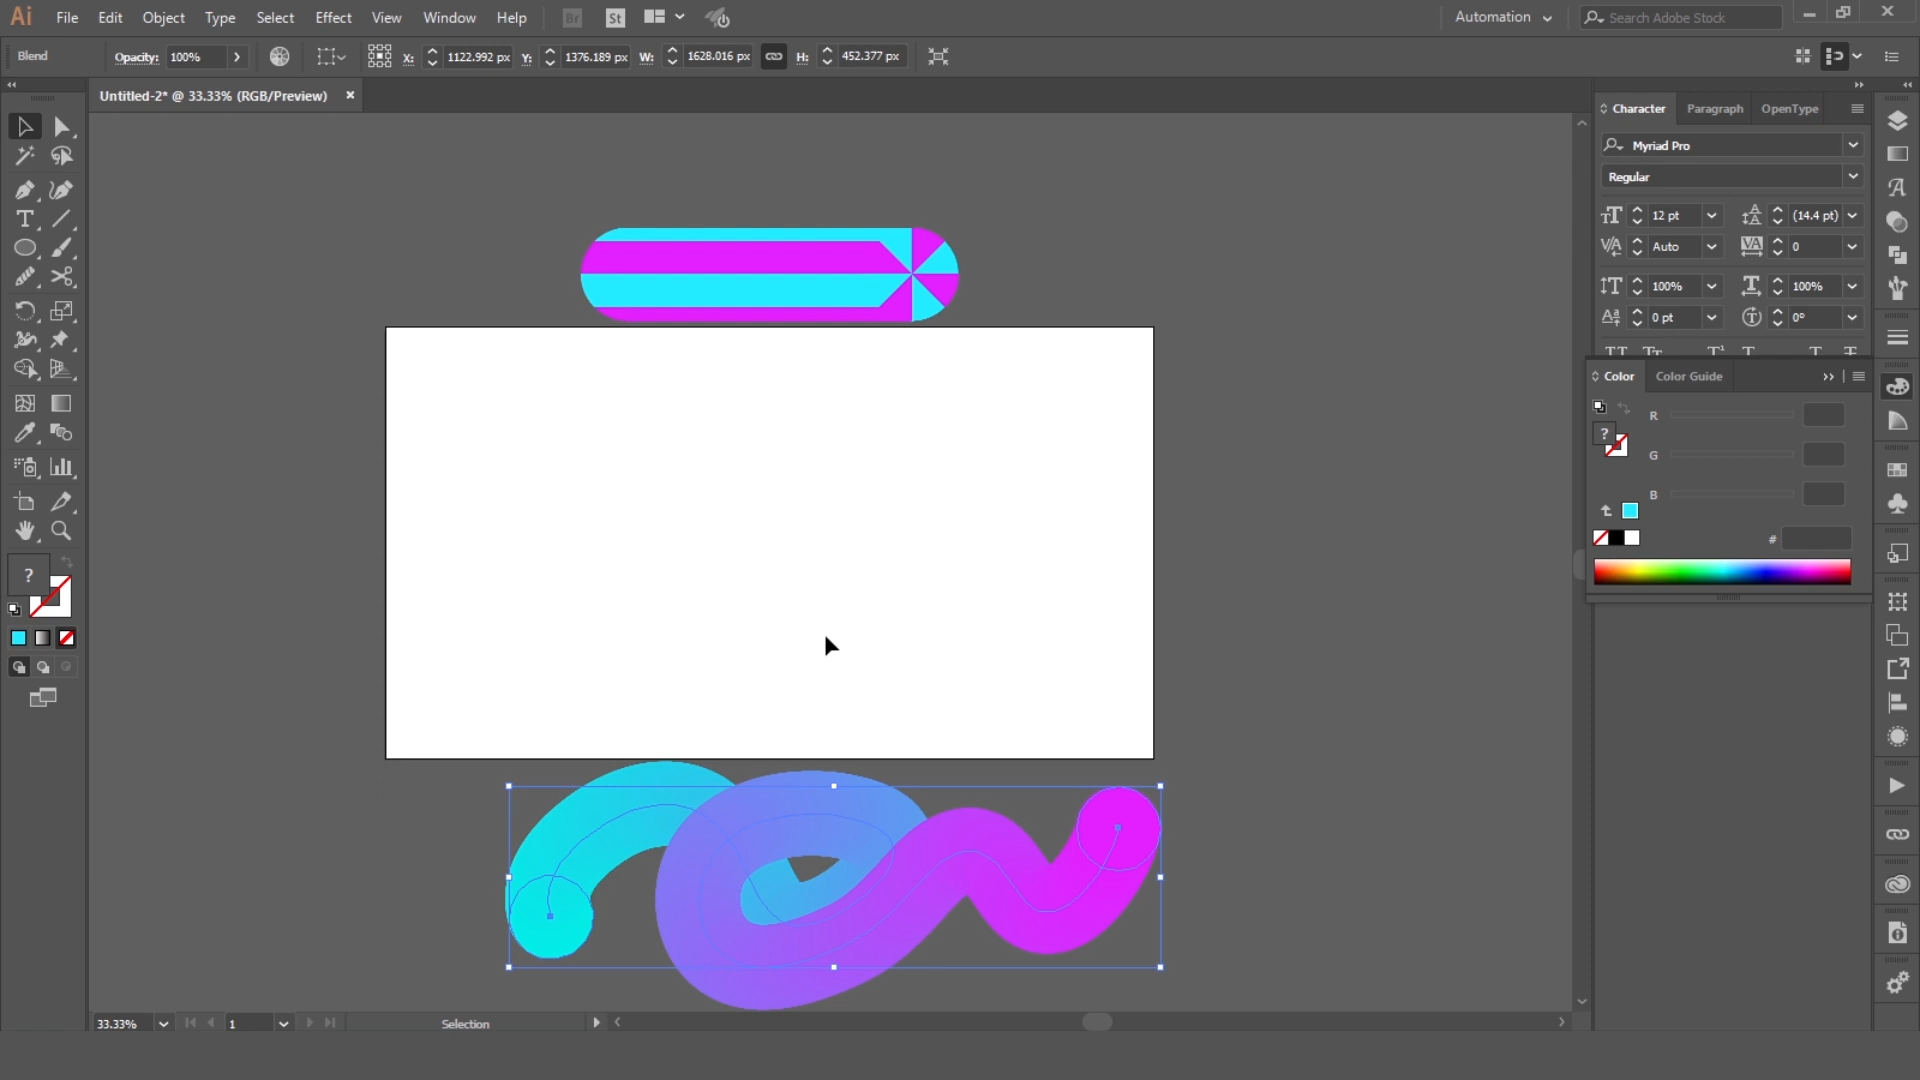 Ai File Edit Object Type Select Effect View Window Help Br St Automation Search Adobe Stock
Blend Opacity: 100% X: 1122.992 px Y: 1376.189 px W: 1628.016 px H: 452.377 px
Untitled-2* @ 33.33% (RGB/Preview)
Character Paragraph OpenType
Myriad Pro
Regular
12 pt (14.4 pt)
Auto 0
100% 100%
0 pt 0°
Color Color Guide
R
G
B
#
?
?
33.33% 1 Selection